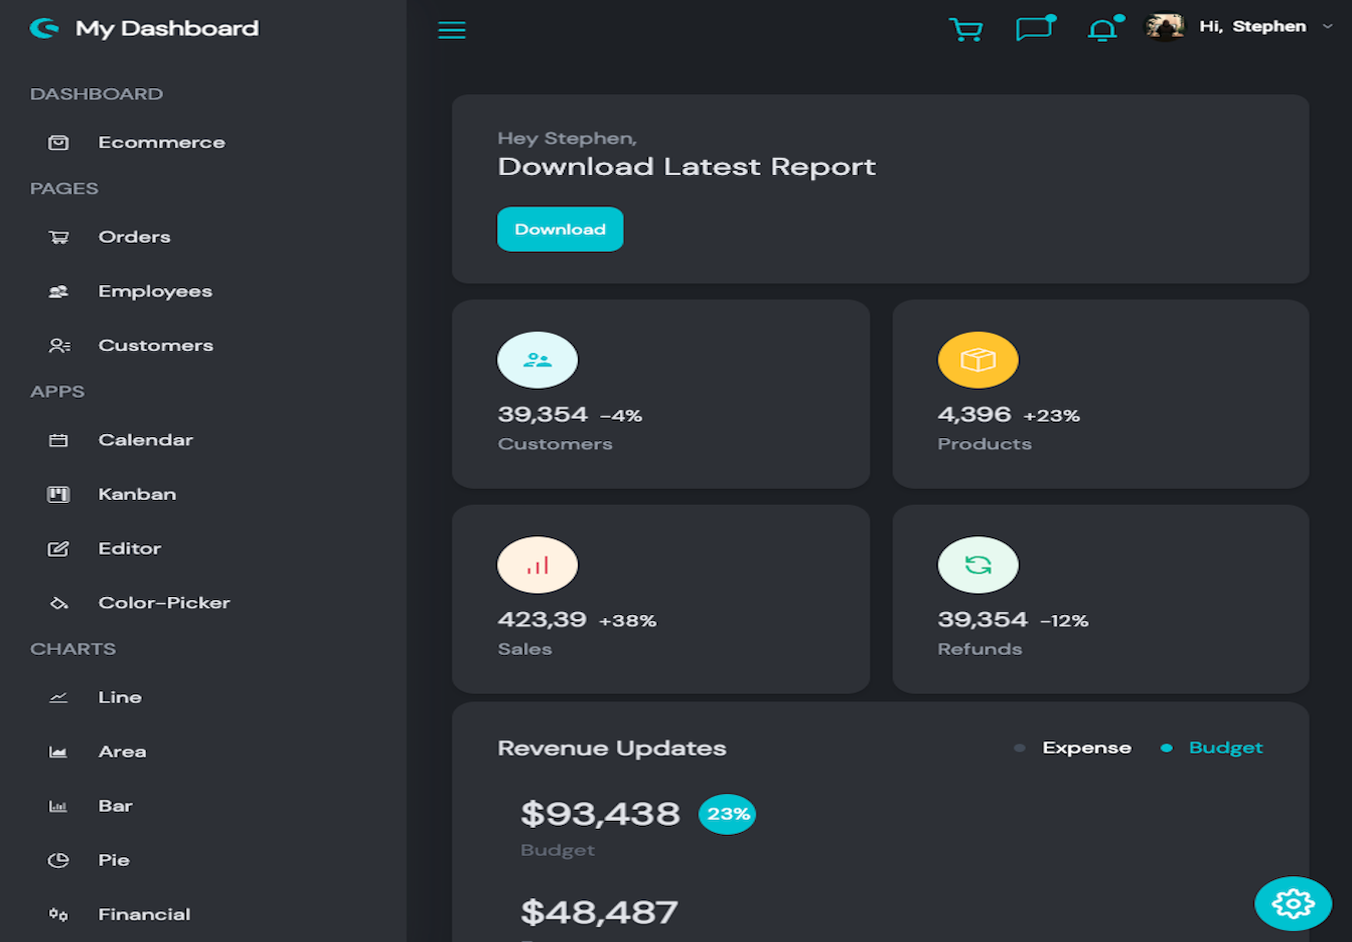 My Dashboard
DASHBOARD
Ecommerce
PAGES
Orders
Employees
Customers
APPS
Calendar
Kanban
Editor
Color-Picker
CHARTS
Line
Area
Bar
Pie
Financial
Hi, Stephen
Hey Stephen,
Download Latest Report
Download
39,354 -4%
Customers
4,396 +23%
Products
423,39 +38%
Sales
39,354 -12%
Refunds
Revenue Updates
Expense
Budget
$93,438 23%
Budget
$48,487